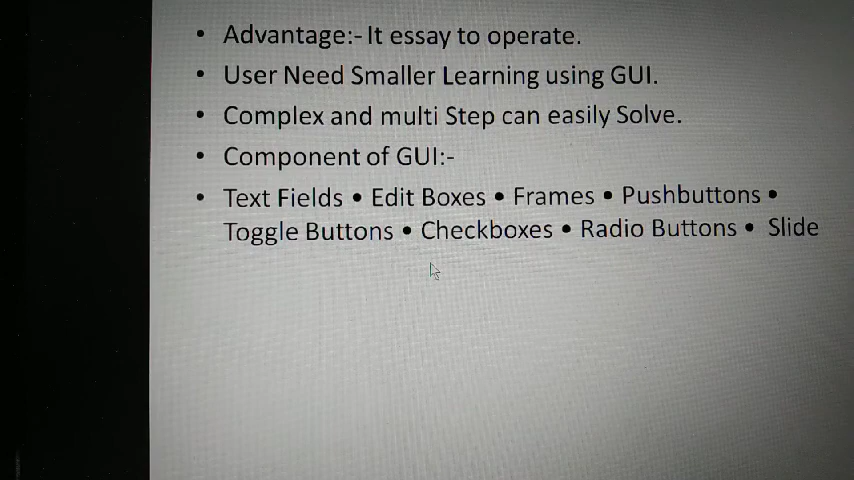 • Advantage:- It essay to operate.
• User Need Smaller Learning using GUI.
• Complex and multi Step can easily Solve.
• Component of GUI:-
• Text Fields • Edit Boxes • Frames • Pushbuttons •
Toggle Buttons • Checkboxes • Radio Buttons • Slide